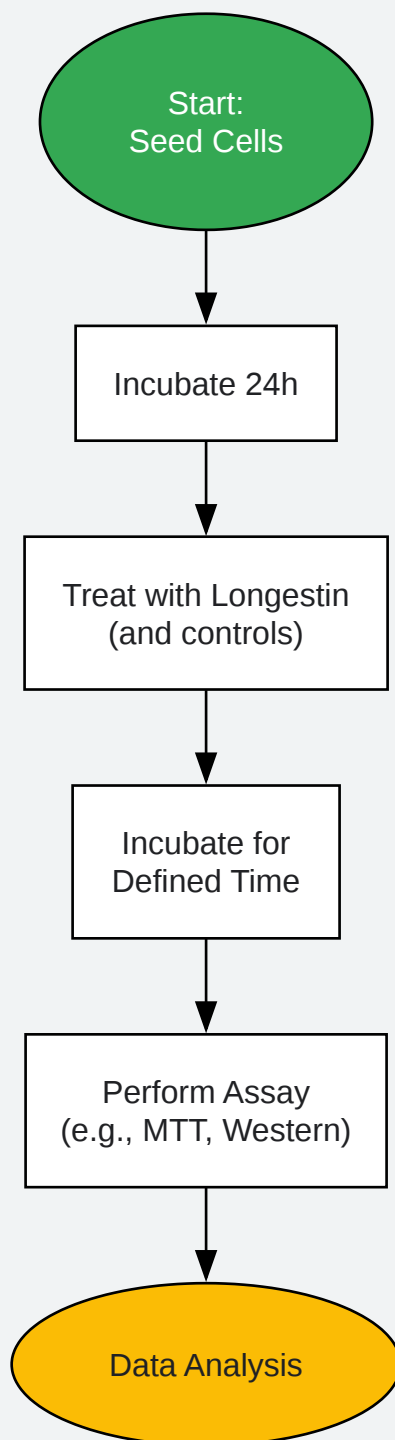 Start:
Seed Cells
Incubate 24h
Treat with Longestin
(and controls)
Incubate for
Defined Time
Perform Assay
(e.g., MTT, Western)
Data Analysis